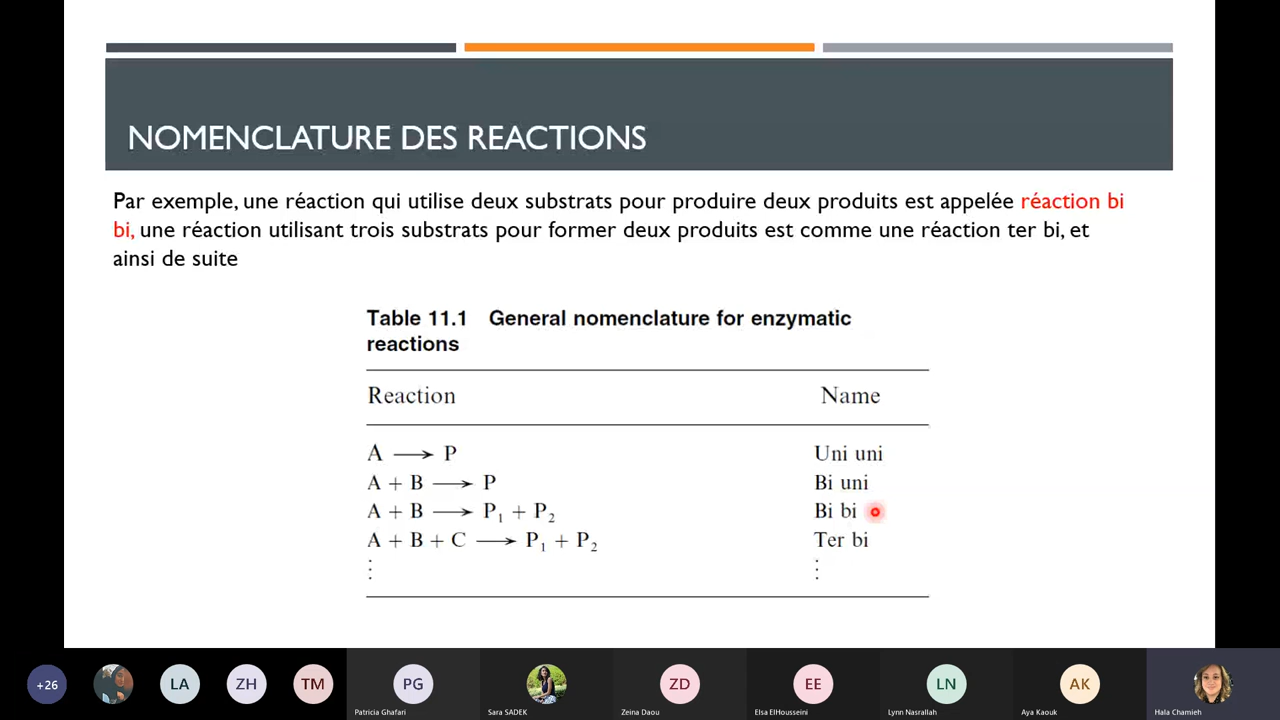 NOMENCLATURE DES REACTIONS
Par exemple, une réaction qui utilise deux substrats pour produire deux produits est appelée réaction bi
bi, une réaction utilisant trois substrats pour former deux produits est comme une réaction ter bi, et
ainsi de suite
Table 11.1 General nomenclature for enzymatic
reactions
Reaction Name
A ⟶ P Uni uni
A + B ⟶ P Bi uni
A + B ⟶ P₁ + P₂ Bi bi
A + B + C ⟶ P₁ + P₂ Ter bi
⋮ ⋮
+26 LA ZH TM PG ZD EE LN AK
Patricia Ghafari Sara SADEK Zeina Daou Elsa ElHousseini Lynn Nasrallah Aya Kaouk Hala Chamieh